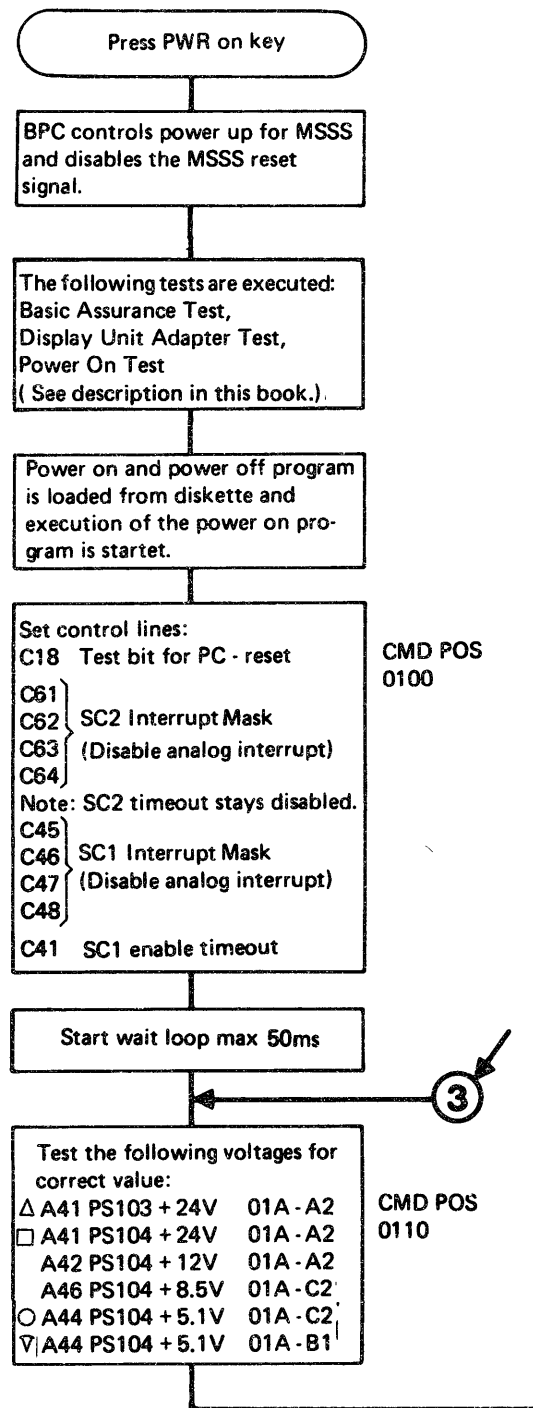 Press PWR on key
BPC controls power up for MSSS
and disables the MSSS reset
signal.
The following tests are executed:
Basic Assurance Test,
Display Unit Adapter Test,
Power On Test
( See description in this book.).
Power on and power off program
is loaded from diskette and
execution of the power on pro-
gram is startet.
Set control lines:
C18 Test bit for PC - reset
CMD POS
0100
C61
C62 SC2 Interrupt Mask
C63 (Disable analog interrupt)
C64
Note: SC2 timeout stays disabled.
C45
C46 SC1 Interrupt Mask
C47 (Disable analog interrupt)
C48
C41 SC1 enable timeout
Start wait loop max 50ms
3
Test the following voltages for
correct value:
CMD POS
0110
△ A41 PS103 + 24V 01A - A2
□ A41 PS104 + 24V 01A - A2
A42 PS104 + 12V 01A - A2
A46 PS104 + 8.5V 01A - C2
○ A44 PS104 + 5.1V 01A - C2
▽ A44 PS104 + 5.1V 01A - B1